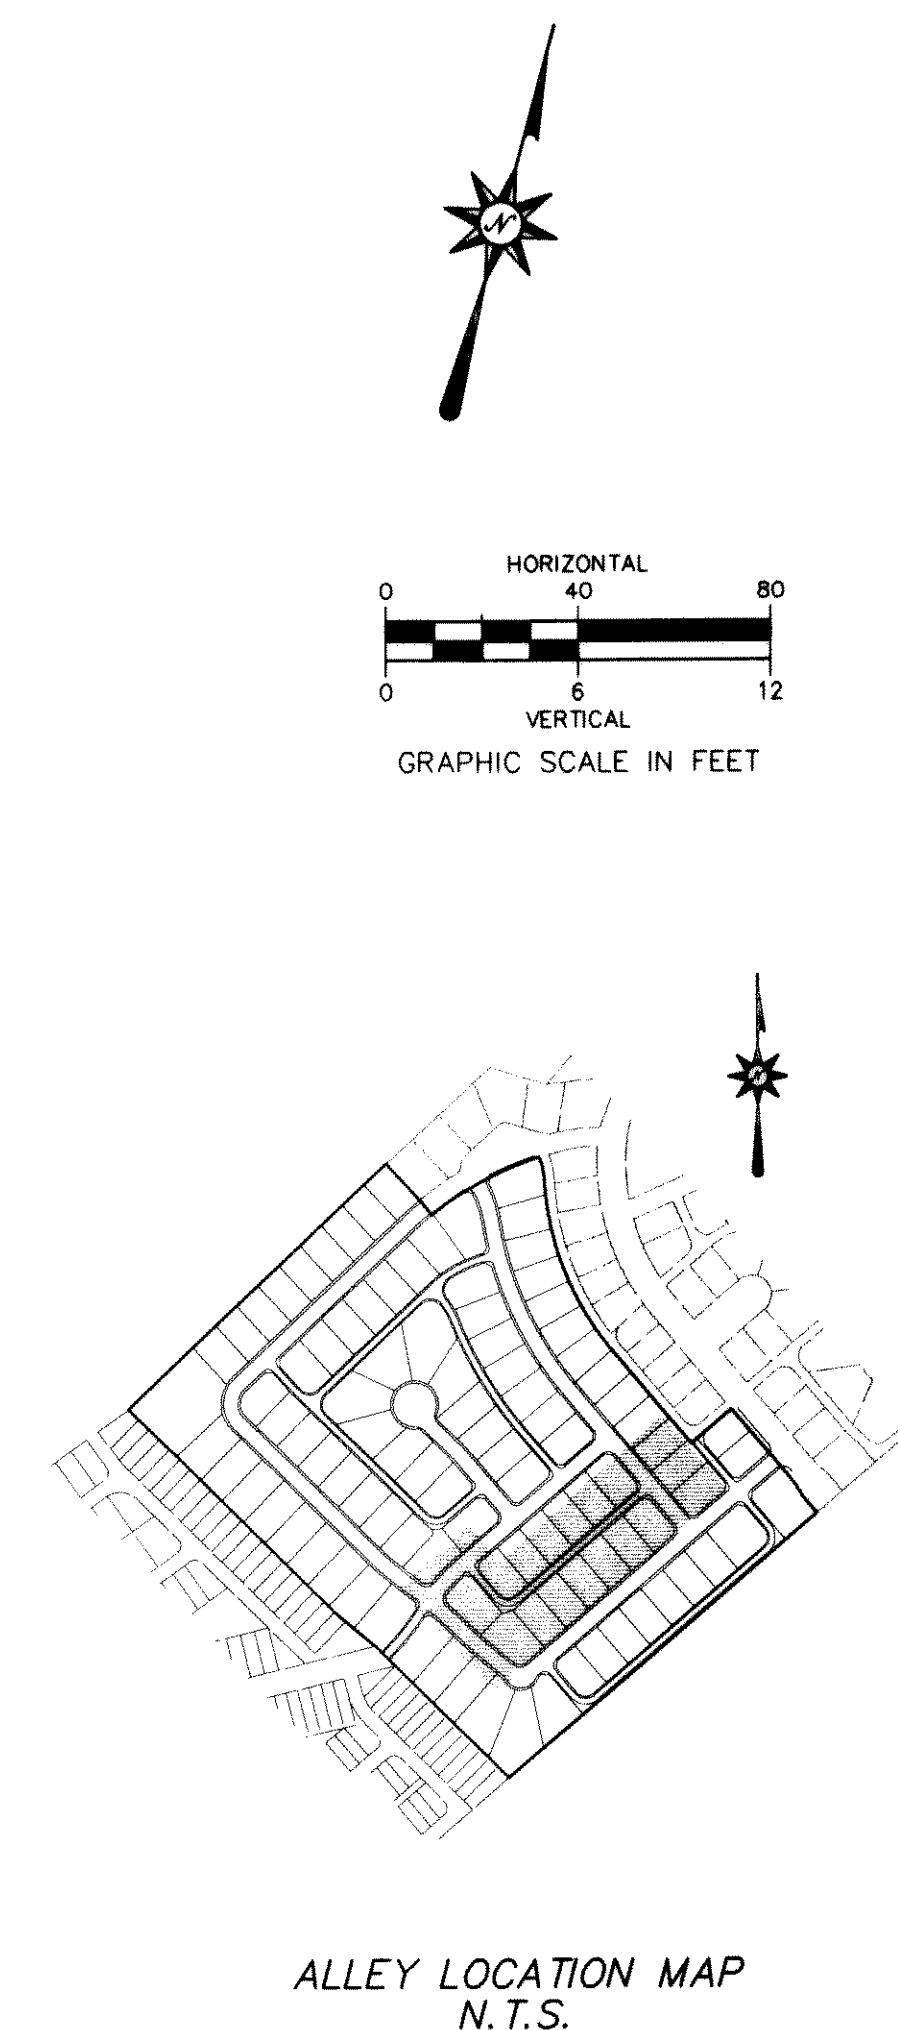 N
HORIZONTAL
0 40 80
0 6 12
VERTICAL
GRAPHIC SCALE IN FEET
N
ALLEY LOCATION MAP
N.T.S.